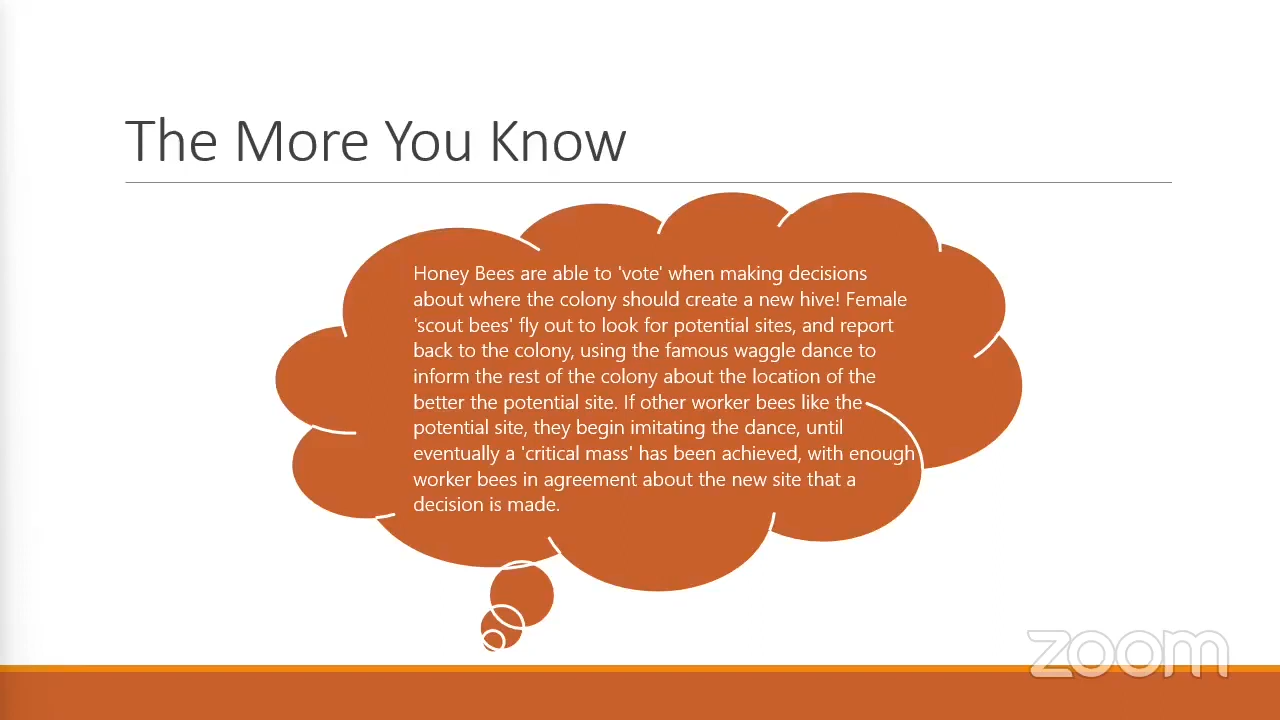 The More You Know
Honey Bees are able to 'vote' when making decisions
about where the colony should create a new hive! Female
'scout bees' fly out to look for potential sites, and report
back to the colony, using the famous waggle dance to
inform the rest of the colony about the location of the
better the potential site. If other worker bees like the
potential site, they begin imitating the dance, until
eventually a 'critical mass' has been achieved, with enough
worker bees in agreement about the new site that a
decision is made.
zoom